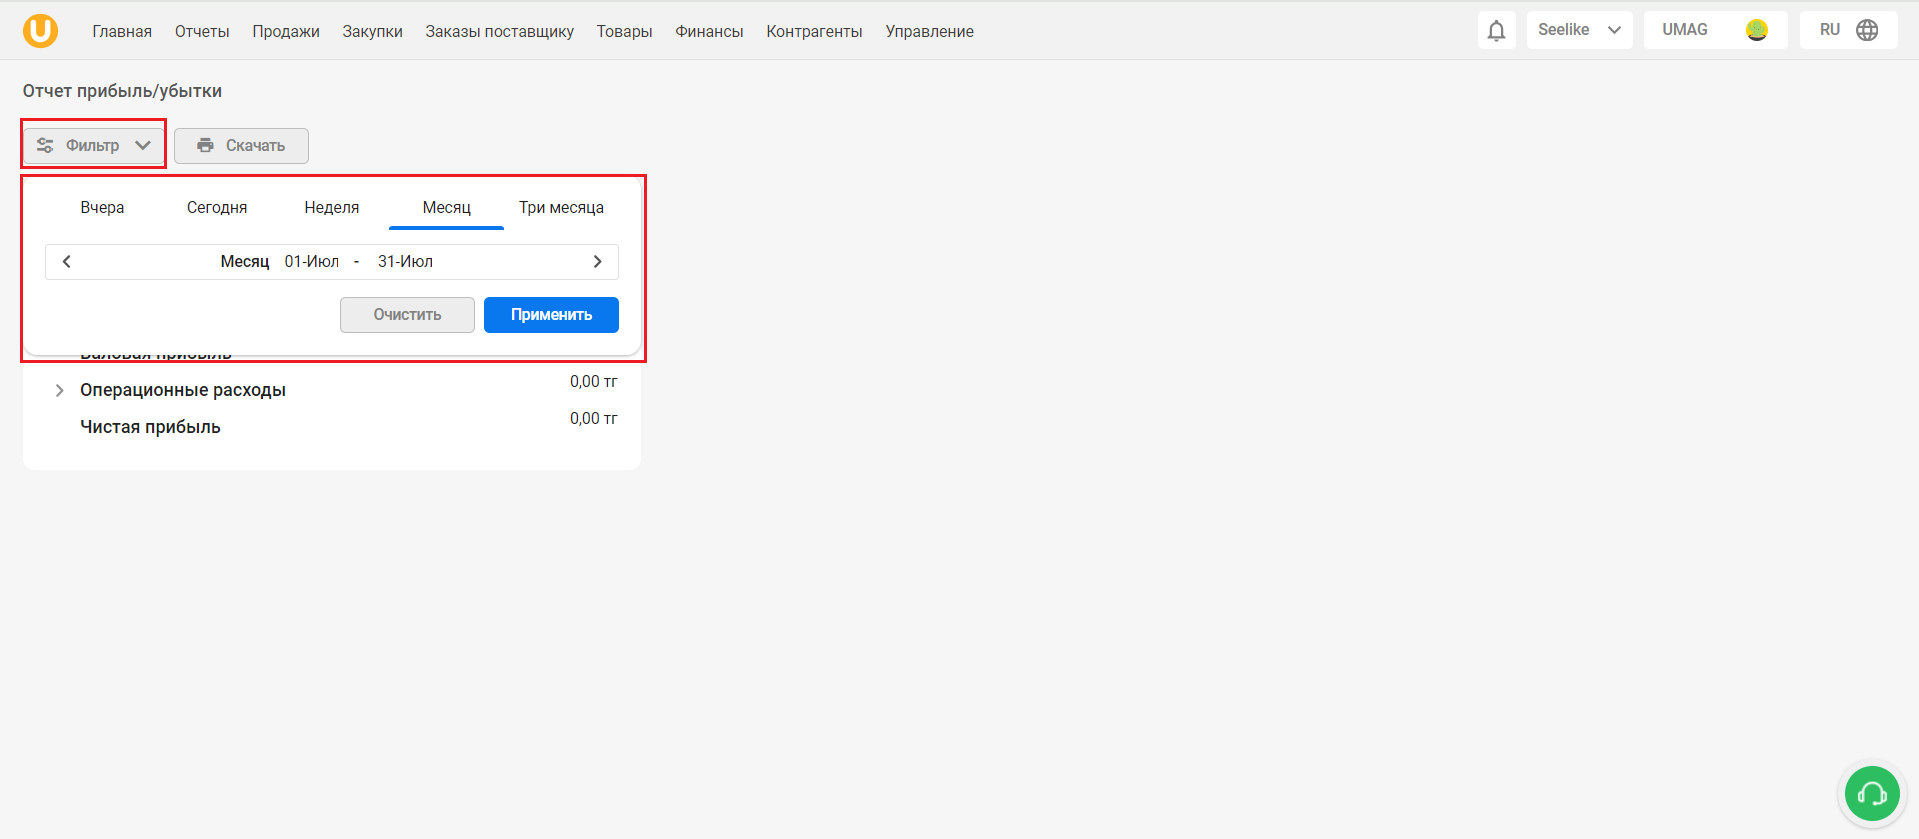 U Главная Отчеты Продажи Закупки Заказы поставщику Товары Финансы Контрагенты Управление Seelike UMAG RU
Отчет прибыль/убытки
Фильтр Скачать
Вчера Сегодня Неделя Месяц Три месяца
Месяц 01-Июл - 31-Июл
Очистить Применить
Валовая прибыль
Операционные расходы 0,00 тг
Чистая прибыль 0,00 тг